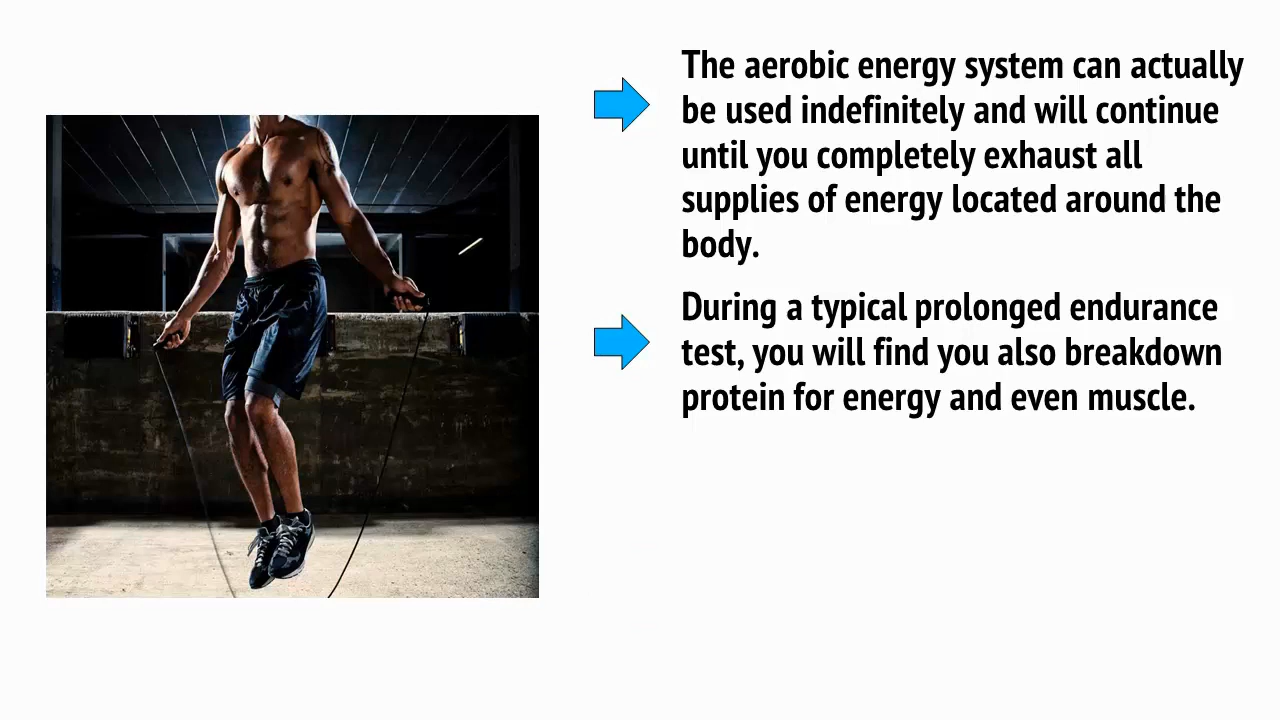 The aerobic energy system can actually
be used indefinitely and will continue
until you completely exhaust all
supplies of energy located around the
body.
During a typical prolonged endurance
test, you will find you also breakdown
protein for energy and even muscle.